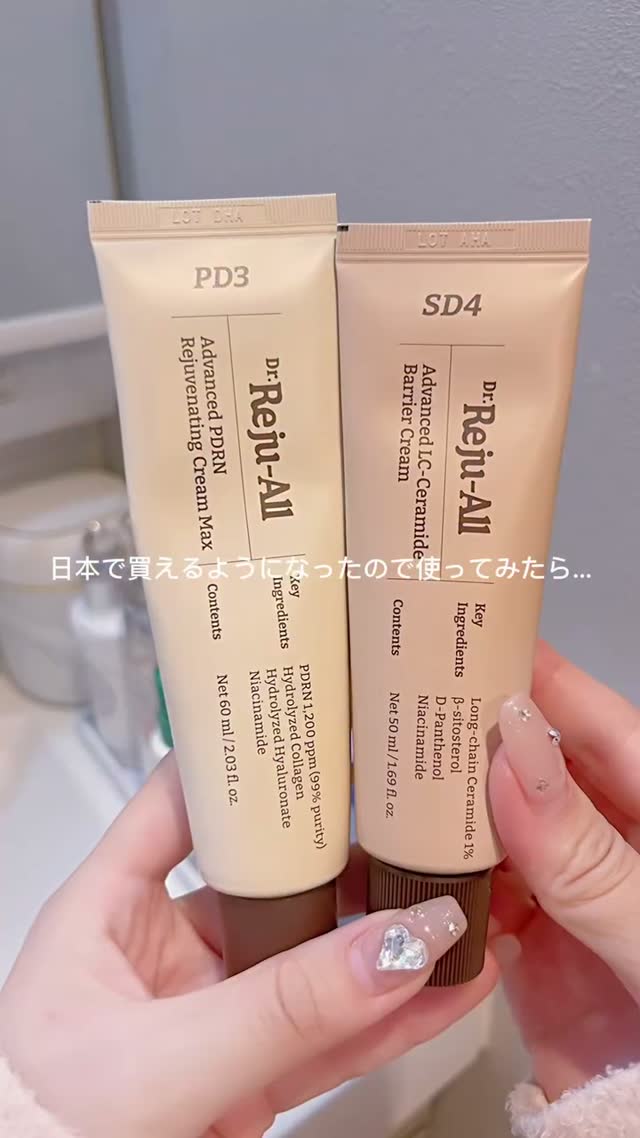 LOT DHA
PD3
Dr.
Reju-All
Advanced PDRN
Rejuvenating Cream Max
Key
Ingredients
PDRN 1,200 ppm (99% purity)
Hydrolyzed Collagen
Hydrolyzed Hyaluronate
Niacinamide
Contents
Net 60 ml / 2.03 fl. oz.
LOT AHA
SD4
Dr.
Reju-All
Advanced LC-Ceramide
Barrier Cream
Key
Ingredients
Long-chain Ceramide 1%
β-sitosterol
D-Panthenol
Niacinamide
Contents
Net 50 ml / 1.69 fl. oz.
日本で買えるようになったので使ってみたら...